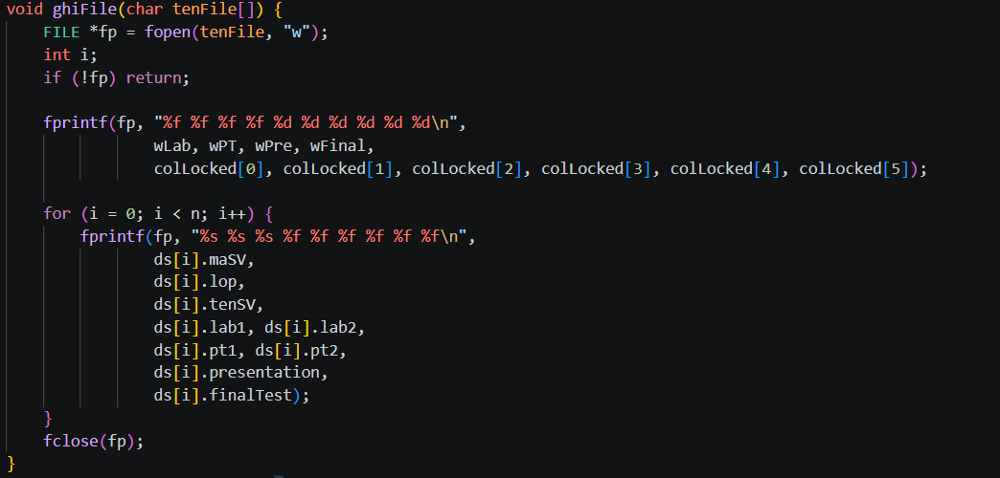 void ghiFile(char tenFile[]) {
    FILE *fp = fopen(tenFile, "w");
    int i;
    if (!fp) return;
    fprintf(fp, "%f %f %f %f %d %d %d %d %d %d\n",
            wLab, wPT, wPre, wFinal,
            colLocked[0], colLocked[1], colLocked[2], colLocked[3], colLocked[4], colLocked[5]);
    for (i = 0; i < n; i++) {
        fprintf(fp, "%s %s %s %f %f %f %f %f %f\n",
                ds[i].maSV,
                ds[i].lop,
                ds[i].tenSV,
                ds[i].lab1, ds[i].lab2,
                ds[i].pt1, ds[i].pt2,
                ds[i].presentation,
                ds[i].finalTest);
    }
    fclose(fp);
}